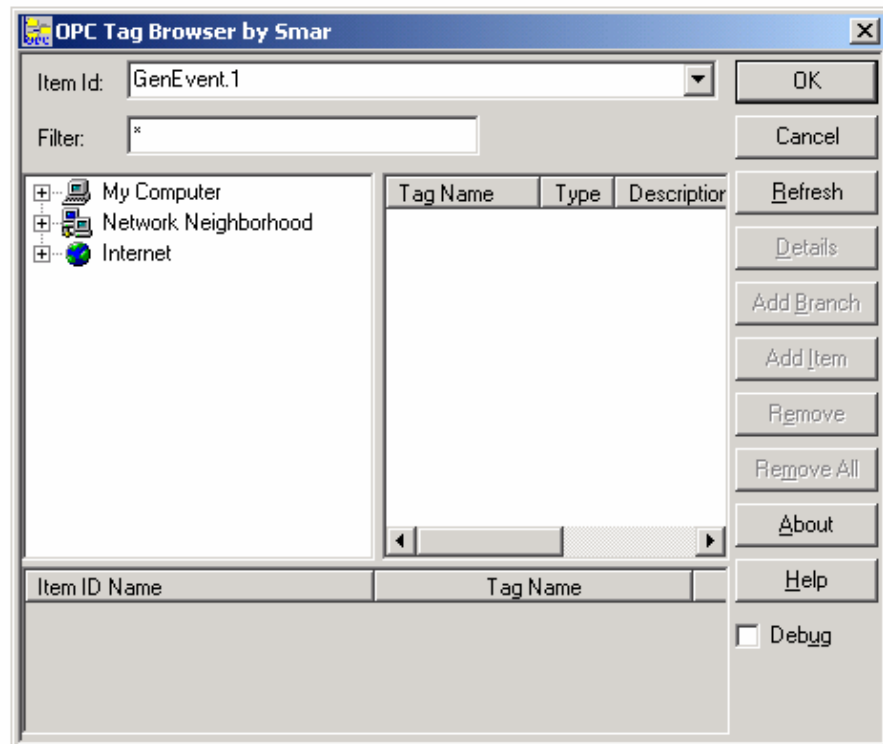 OPC Tag Browser by Smar
Item Id: GenEvent.1
OK
Filter: *
Cancel
My Computer
Network Neighborhood
Internet
Tag Name Type Description
Refresh
Details
Add Branch
Add Item
Remove
Remove All
About
Item ID Name Tag Name
Help
Debug